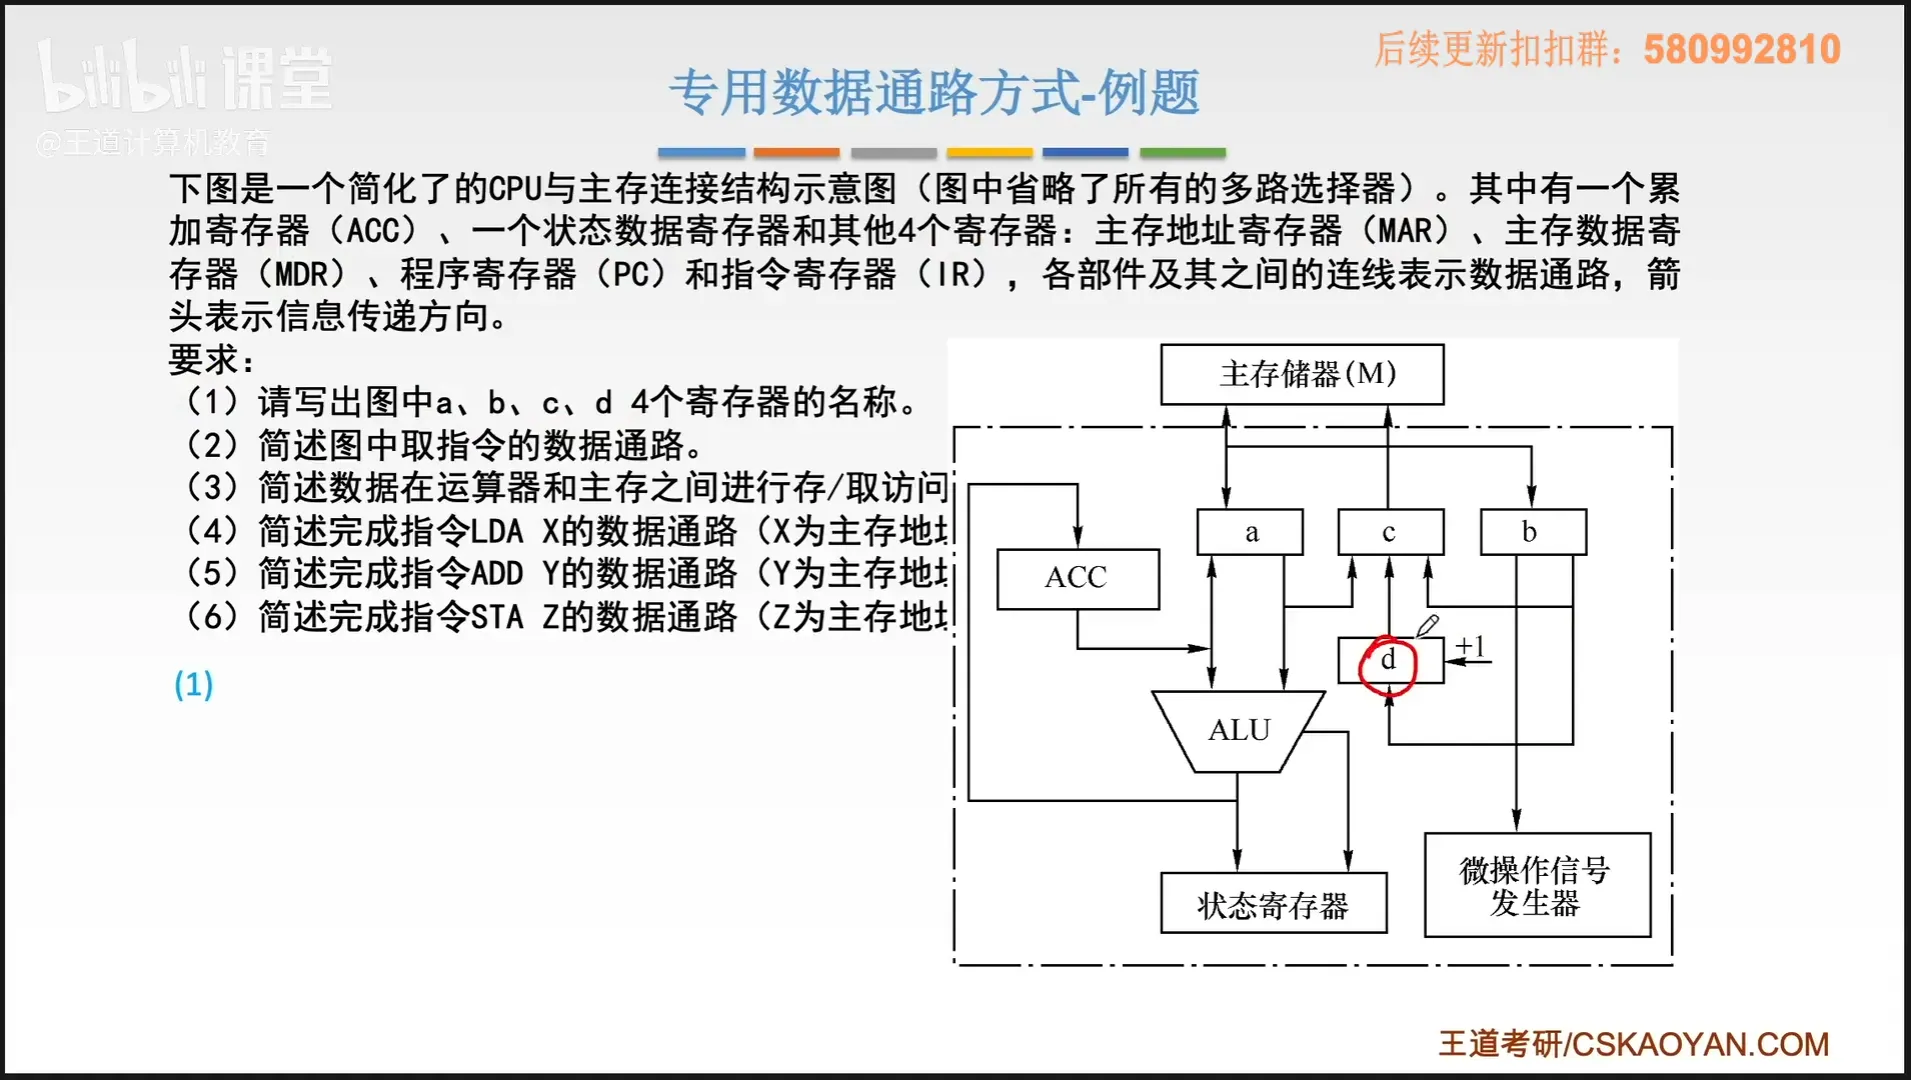 bilibili 课堂
@王道计算机教育
后续更新扣扣群：580992810
专用数据通路方式-例题
下图是一个简化了的CPU与主存连接结构示意图（图中省略了所有的多路选择器）。其中有一个累
加寄存器（ACC）、一个状态数据寄存器和其他4个寄存器：主存地址寄存器（MAR）、主存数据寄
存器（MDR）、程序寄存器（PC）和指令寄存器（IR），各部件及其之间的连线表示数据通路，箭
头表示信息传递方向。
要求：
（1）请写出图中a、b、c、d 4个寄存器的名称。
（2）简述图中取指令的数据通路。
（3）简述数据在运算器和主存之间进行存/取访问
（4）简述完成指令LDA X的数据通路（X为主存地
（5）简述完成指令ADD Y的数据通路（Y为主存地
（6）简述完成指令STA Z的数据通路（Z为主存地
(1)
主存储器(M)
a
c
b
ACC
d
+1
ALU
微操作信号
发生器
状态寄存器
王道考研/CSKAOYAN.COM